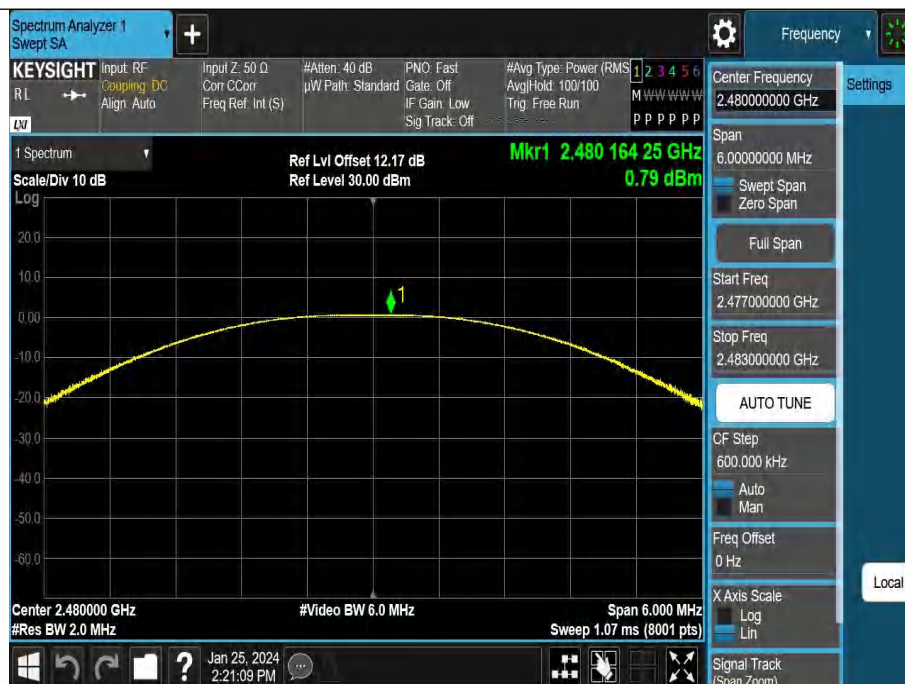 Spectrum Analyzer 1
Swept SA
Frequency
KEYSIGHT
RL
LXI
Input: RF
Coupling: DC
Align: Auto
Input Z: 50 Ω
Corr CCorr
Freq Ref: Int (S)
#Atten: 40 dB
µW Path: Standard
PNO: Fast
Gate: Off
IF Gain: Low
Sig Track: Off
#Avg Type: Power (RMS
Avg|Hold: 100/100
Trig: Free Run
1 2 3 4 5 6
M W W W W W
P P P P P P
1 Spectrum
Scale/Div 10 dB
Log
Ref Lvl Offset 12.17 dB
Ref Level 30.00 dBm
Mkr1 2.480 164 25 GHz
0.79 dBm
20.0
10.0
0.00
-10.0
-20.0
-30.0
-40.0
-50.0
-60.0
1
Center 2.480000 GHz
#Res BW 2.0 MHz
#Video BW 6.0 MHz
Span 6.000 MHz
Sweep 1.07 ms (8001 pts)
Jan 25, 2024
2:21:09 PM
Center Frequency
2.480000000 GHz
Span
6.00000000 MHz
Swept Span
Zero Span
Full Span
Start Freq
2.477000000 GHz
Stop Freq
2.483000000 GHz
AUTO TUNE
CF Step
600.000 kHz
Auto
Man
Freq Offset
0 Hz
X Axis Scale
Log
Lin
Signal Track
(Span Zoom)
Settings
Local